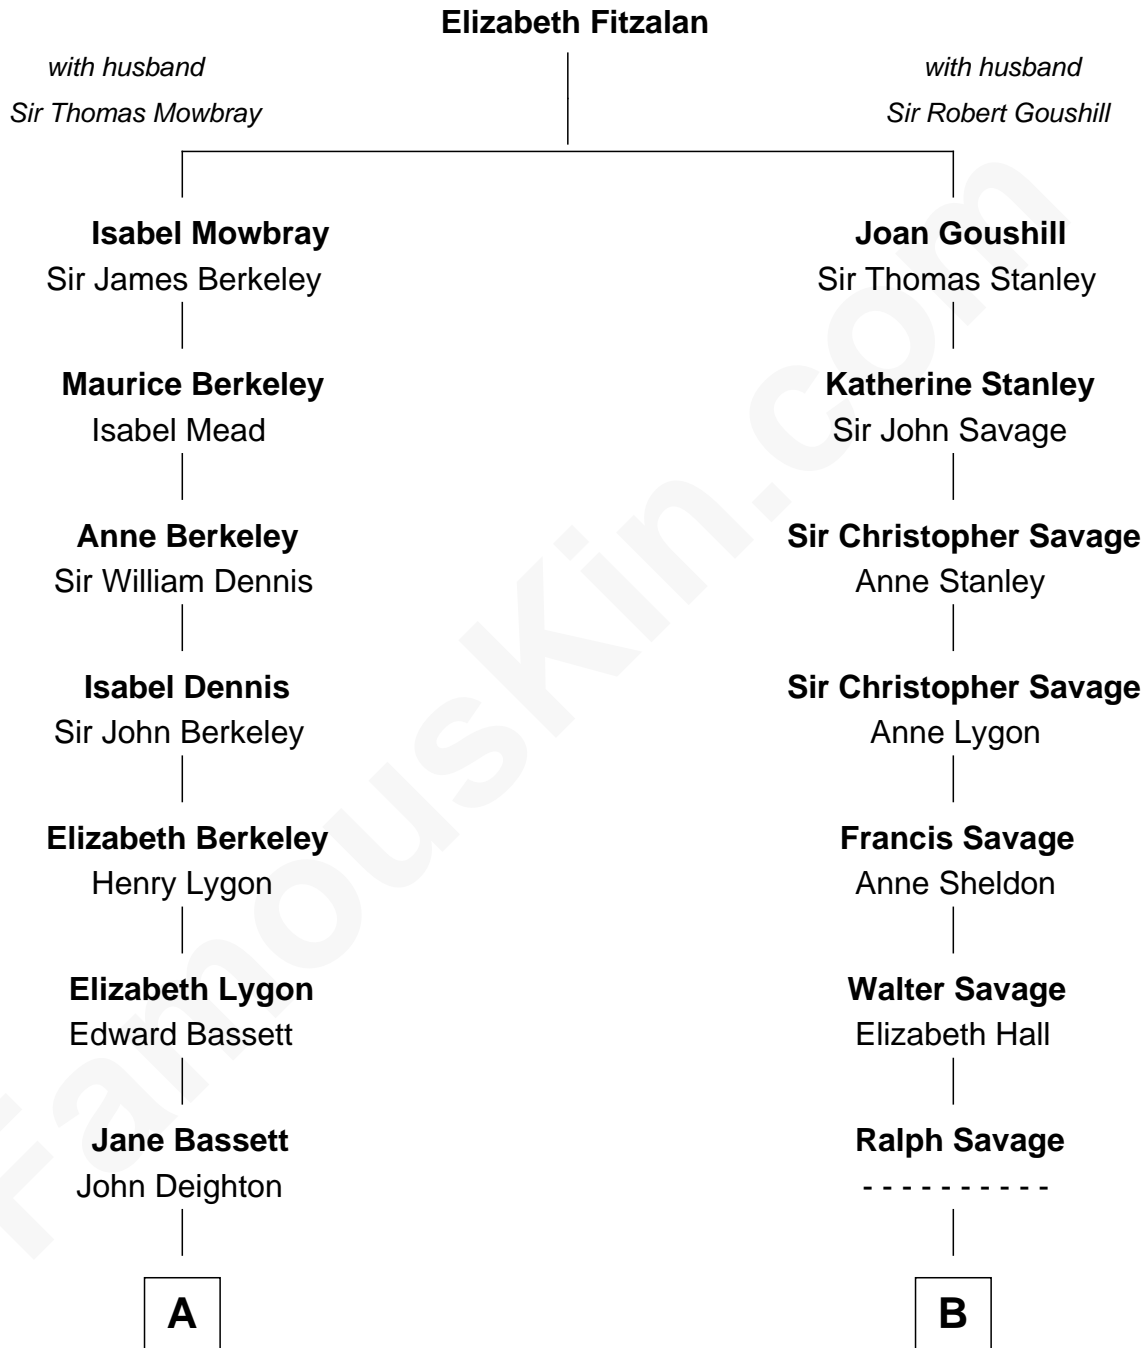 Elizabeth Fitzalan
with husband
Sir Thomas Mowbray
with husband
Sir Robert Goushill
Isabel Mowbray
Sir James Berkeley
Joan Goushill
Sir Thomas Stanley
Maurice Berkeley
Isabel Mead
Katherine Stanley
Sir John Savage
Anne Berkeley
Sir William Dennis
Sir Christopher Savage
Anne Stanley
Isabel Dennis
Sir John Berkeley
Sir Christopher Savage
Anne Lygon
Elizabeth Berkeley
Henry Lygon
Francis Savage
Anne Sheldon
Elizabeth Lygon
Edward Bassett
Walter Savage
Elizabeth Hall
Jane Bassett
John Deighton
Ralph Savage
- - - - - - - - - -
A
B
FamousKin.com